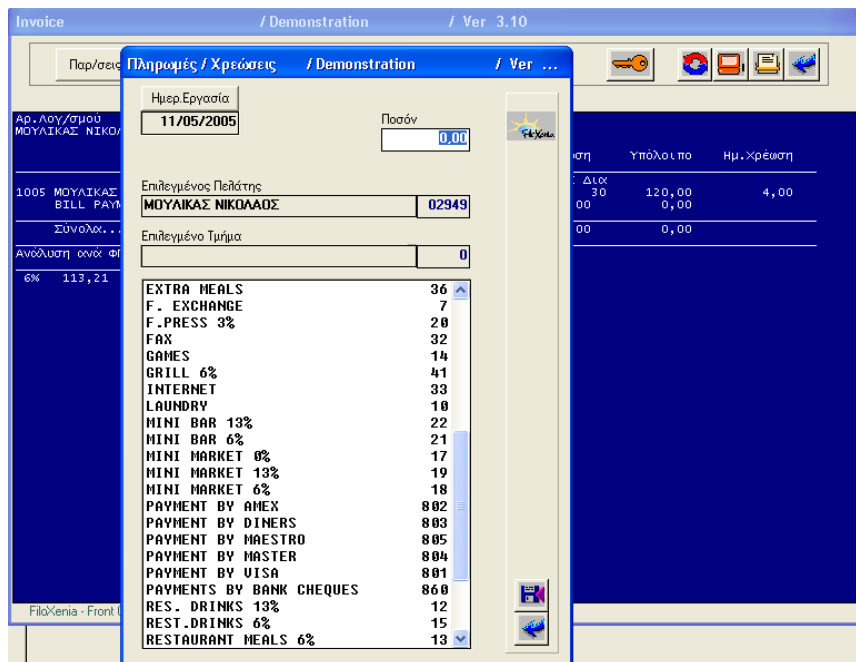 Invoice / Demonstration / Ver 3.10
Παρ/σεις
Πληρωμές / Χρεώσεις / Demonstration / Ver ...
Ημερ.Εργασία
11/05/2005
Ποσόν
0,00
FiloXenia
Αρ.Λογ/σμού
ΜΟΥΛΙΚΑΣ
Υπόλοιπο Ημ.Χρέωση
Επιλεγμένος Πελάτης
ΜΟΥΛΙΚΑΣ ΝΙΚΟΛΑΟΣ 02949
1005 ΜΟΥΛΙΚΑΣ 30 120,00 4,00
BILL 00 0,00
Σύνολα... 00 0,00
Επιλεγμένο Τμήμα
0
Ανάλυση ανά
6% 113,21
EXTRA MEALS 36
F. EXCHANGE 7
F.PRESS 3% 20
FAX 32
GAMES 14
GRILL 6% 41
INTERNET 33
LAUNDRY 10
MINI BAR 13% 22
MINI BAR 6% 21
MINI MARKET 0% 17
MINI MARKET 13% 19
MINI MARKET 6% 18
PAYMENT BY AMEX 802
PAYMENT BY DINERS 803
PAYMENT BY MAESTRO 805
PAYMENT BY MASTER 804
PAYMENT BY VISA 801
PAYMENTS BY BANK CHEQUES 860
RES. DRINKS 13% 12
REST.DRINKS 6% 15
RESTAURANT MEALS 6% 13
FiloXenia - Front